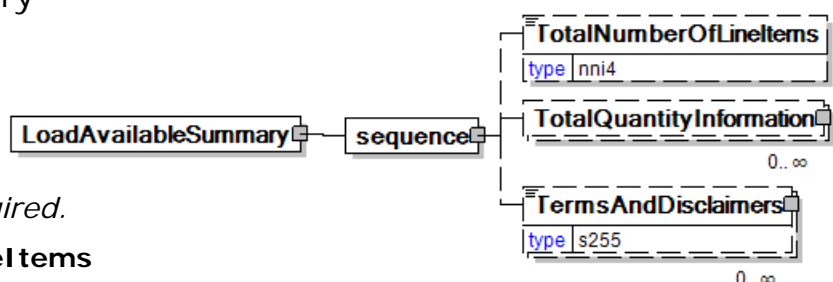 ry
TotalNumberOfLineItems
type nni4
LoadAvailableSummary
sequence
TotalQuantityInformation
0..∞
TermsAndDisclaimers
type s255
0..∞
ired.
eItems